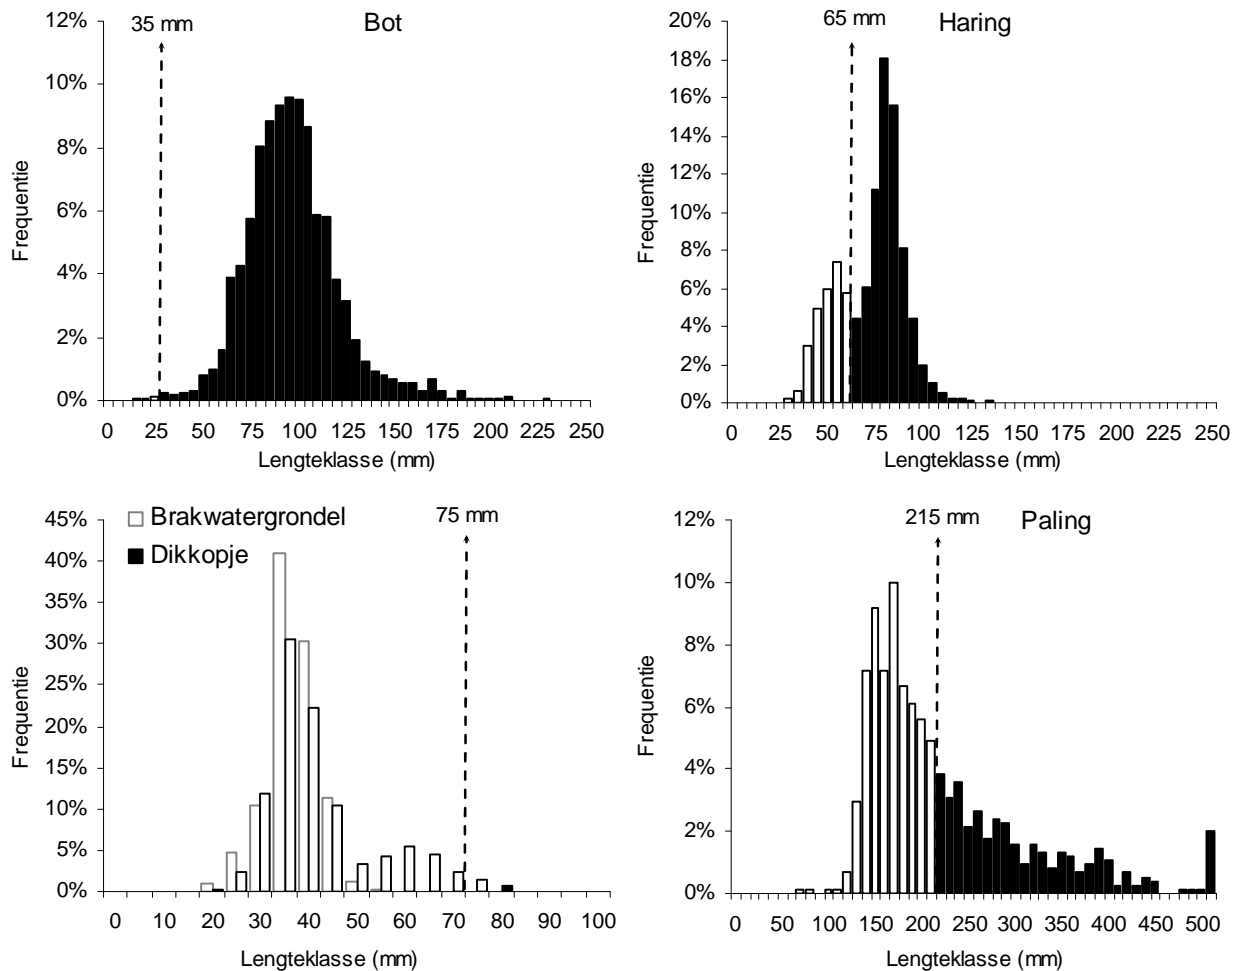 Bot
35 mm
12%
10%
8%
6%
4%
2%
0%
Frequentie
0 25 50 75 100 125 150 175 200 225 250
Lengteklasse (mm)
Haring
65 mm
20%
18%
16%
14%
12%
10%
8%
6%
4%
2%
0%
Frequentie
0 25 50 75 100 125 150 175 200 225 250
Lengteklasse (mm)
Brakwatergrondel
Dikkopje
75 mm
45%
40%
35%
30%
25%
20%
15%
10%
5%
0%
Frequentie
0 10 20 30 40 50 60 70 80 90 100
Lengteklasse (mm)
Paling
215 mm
12%
10%
8%
6%
4%
2%
0%
Frequentie
0 50 100 150 200 250 300 350 400 450 500
Lengteklasse (mm)